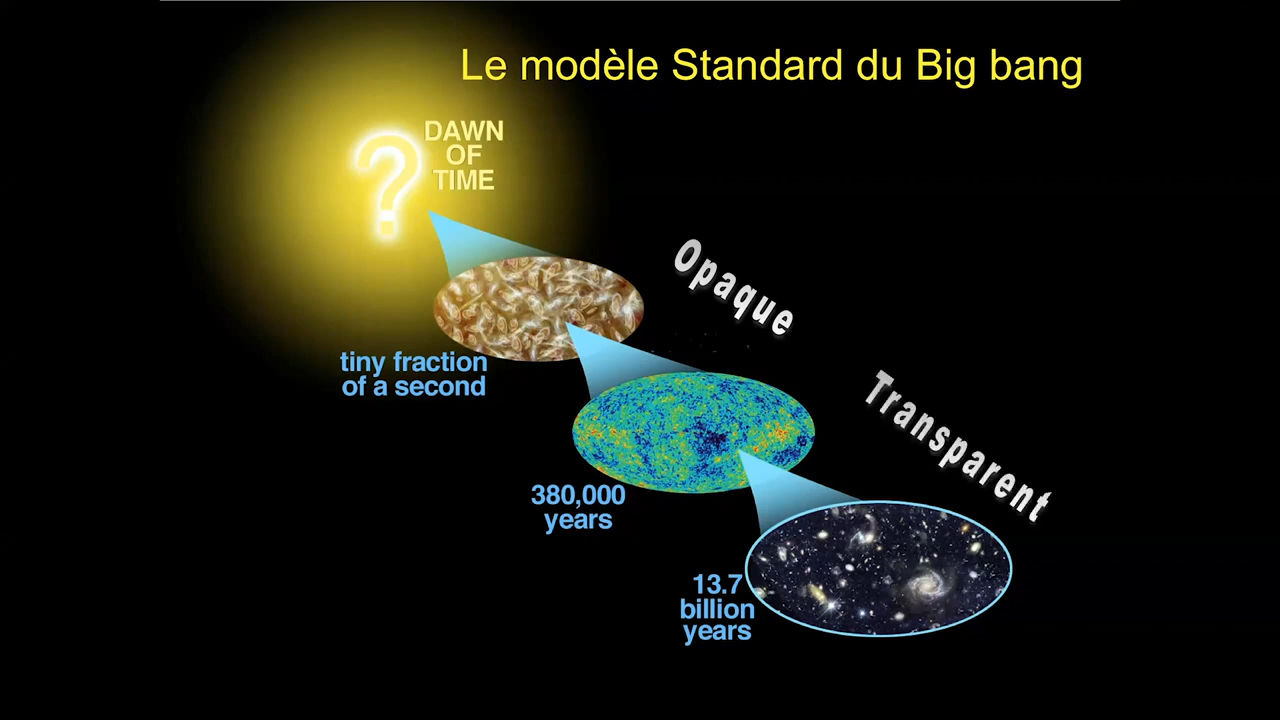 Le modèle Standard du Big bang
DAWN
OF
TIME
?
Opaque
tiny fraction
of a second
Transparent
380,000
years
13.7
billion
years